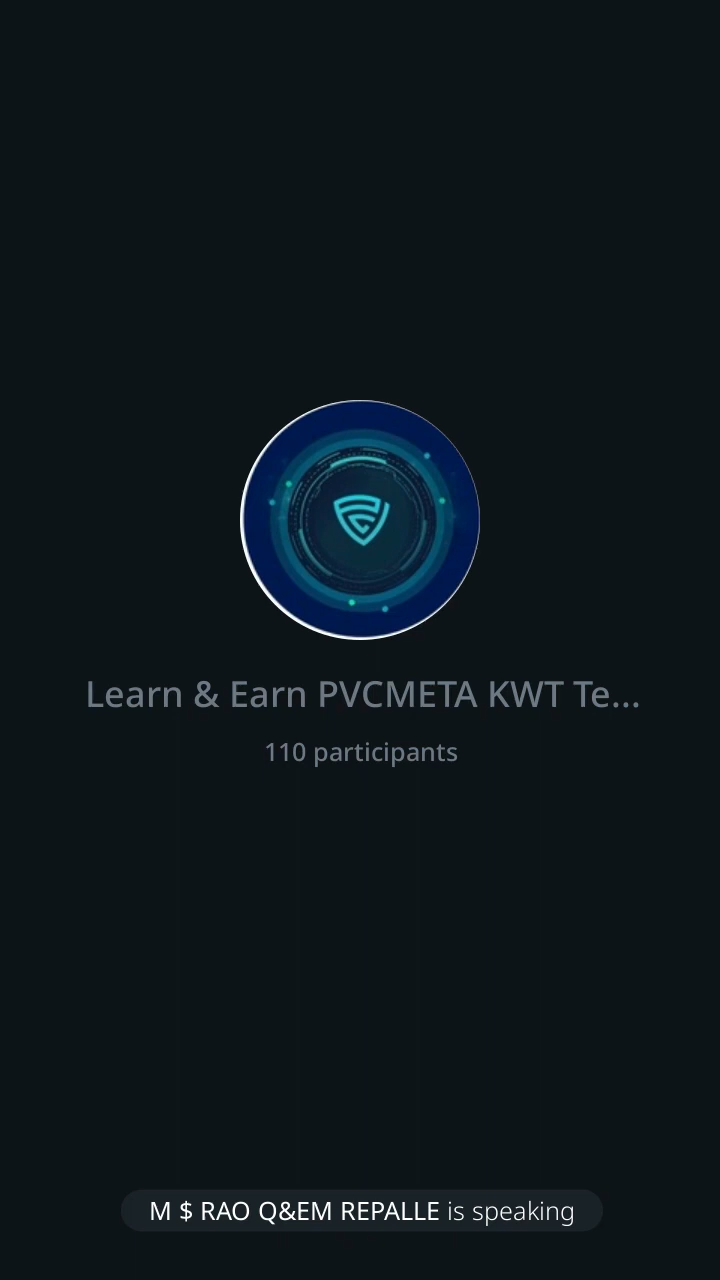 Learn & Earn PVCMETA KWT Te...
110 participants
M $ RAO Q&EM REPALLE is speaking